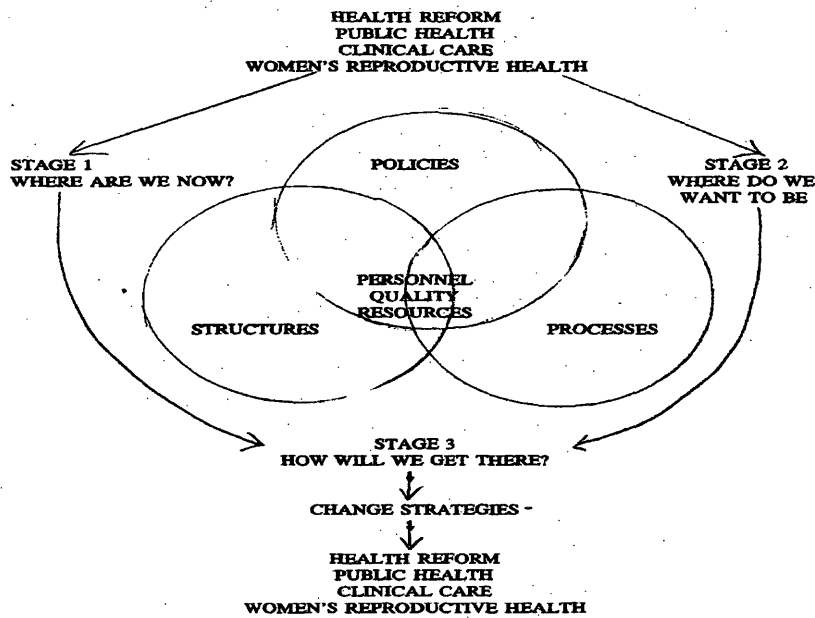 HEALTH REFORM
PUBLIC HEALTH
CLINICAL CARE
WOMEN'S REPRODUCTIVE HEALTH
STAGE 1
WHERE ARE WE NOW?
POLICIES
STAGE 2
WHERE DO WE
WANT TO BE
PERSONNEL
QUALITY
RESOURCES
STRUCTURES
PROCESSES
STAGE 3
HOW WILL WE GET THERE?
CHANGE STRATEGIES -
HEALTH REFORM
PUBLIC HEALTH
CLINICAL CARE
WOMEN'S REPRODUCTIVE HEALTH